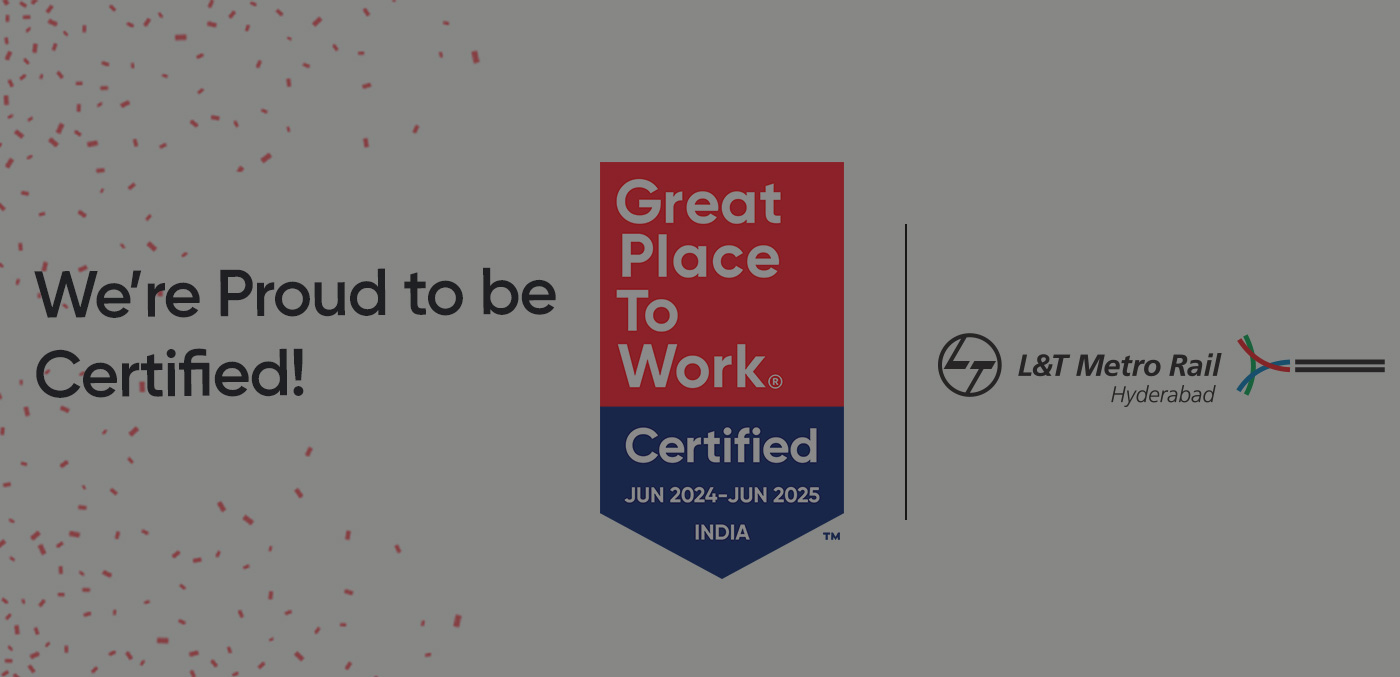 We're Proud to be
Certified!
Great
Place
To
Work®
Certified
JUN 2024-JUN 2025
INDIA
TM
LT
L&T Metro Rail
Hyderabad